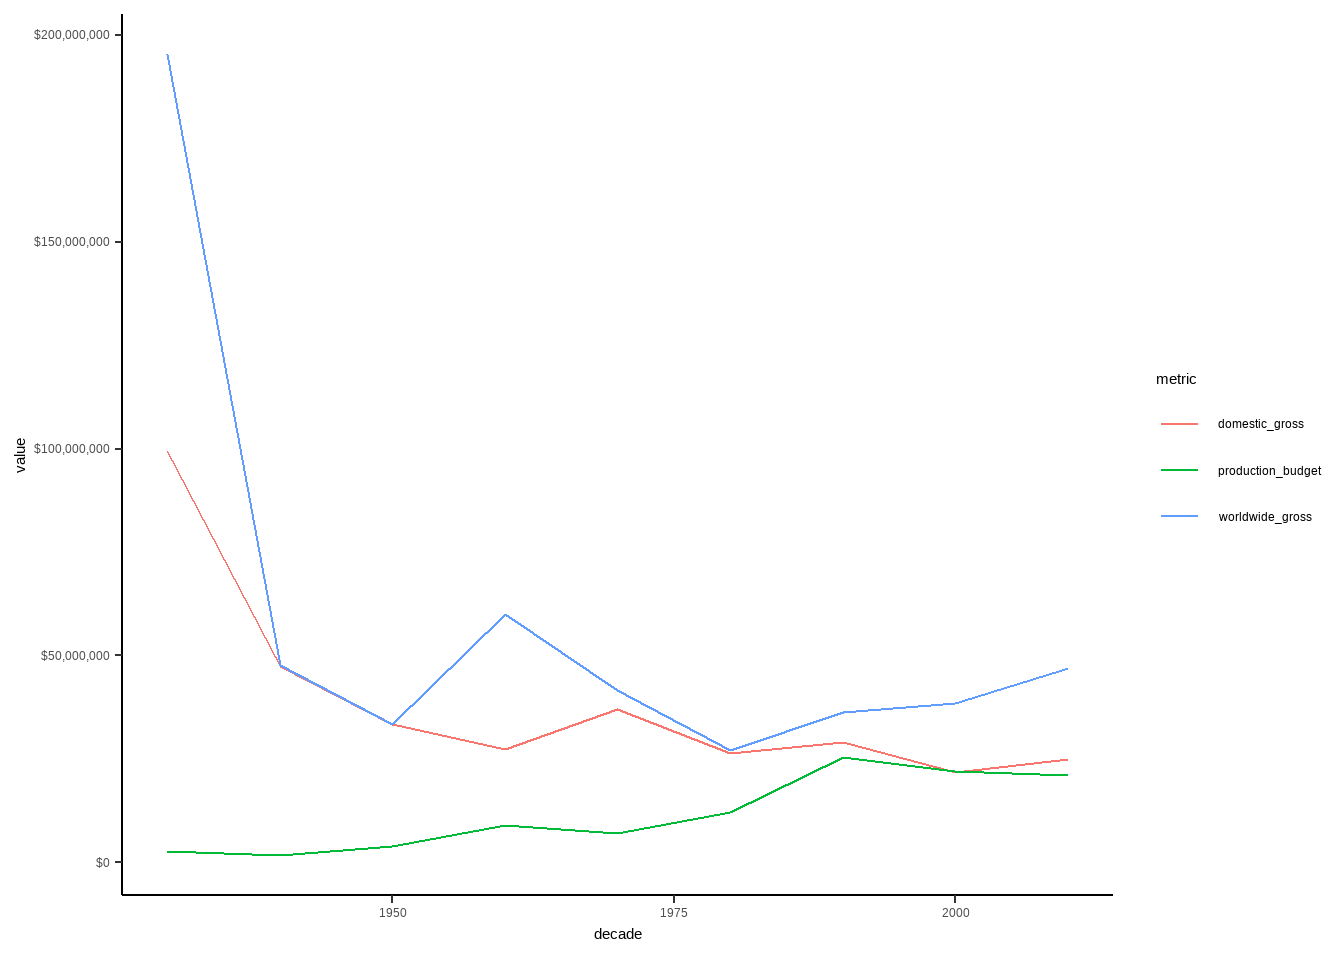 $200,000,000
$150,000,000
$100,000,000
$50,000,000
$0
value
1950
1975
2000
decade
metric
domestic_gross
production_budget
worldwide_gross